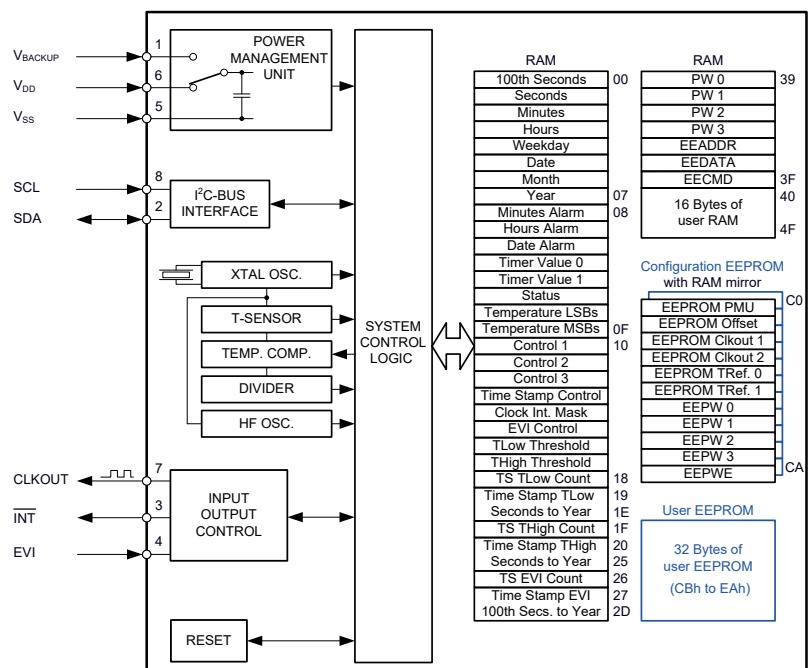 V BACKUP
1
V DD
6
V SS
5
POWER
MANAGEMENT
UNIT
SCL
8
SDA
2
I²C-BUS
INTERFACE
XTAL OSC.
T-SENSOR
TEMP. COMP.
DIVIDER
HF OSC.
CLKOUT
7
INT
3
EVI
4
INPUT
OUTPUT
CONTROL
RESET
SYSTEM
CONTROL
LOGIC
RAM
100th Seconds 00
Seconds
Minutes
Hours
Weekday
Date
Month
Year 07
Minutes Alarm 08
Hours Alarm
Date Alarm
Timer Value 0
Timer Value 1
Status
Temperature LSBs
Temperature MSBs 0F
Control 1 10
Control 2
Control 3
Time Stamp Control
Clock Int. Mask
EVI Control
TLow Threshold
THigh Threshold
TS TLow Count 18
Time Stamp TLow 19
Seconds to Year 1E
TS THigh Count 1F
Time Stamp THigh 20
Seconds to Year 25
TS EVI Count 26
Time Stamp EVI 27
100th Secs. to Year 2D
RAM
PW 0 39
PW 1
PW 2
PW 3
EEADDR
EEDATA
EECMD 3F
16 Bytes of 40
user RAM 4F
Configuration EEPROM
with RAM mirror
C0
EEPROM PMU
EEPROM Offset
EEPROM Clkout 1
EEPROM Clkout 2
EEPROM TRef. 0
EEPROM TRef. 1
EEPW 0
EEPW 1
EEPW 2
EEPW 3
CA
EEPWE
User EEPROM
32 Bytes of
user EEPROM
(CBh to EAh)